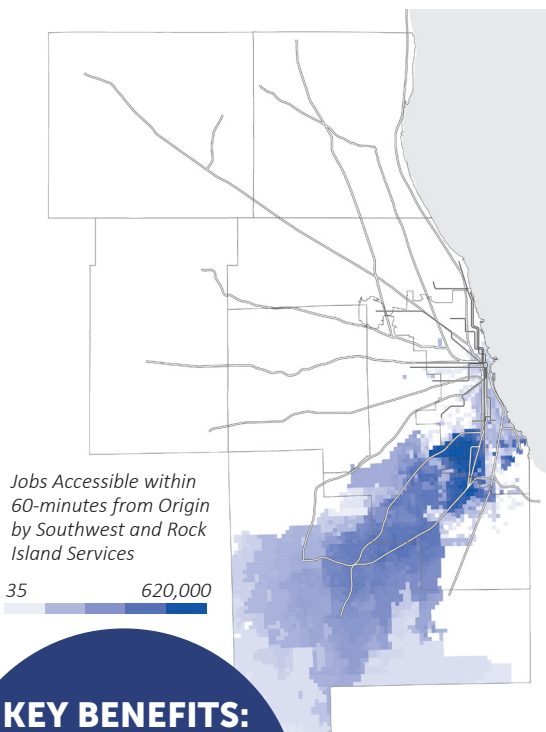 Jobs Accessible within
60-minutes from Origin
by Southwest and Rock
Island Services
35 620,000
KEY BENEFITS: